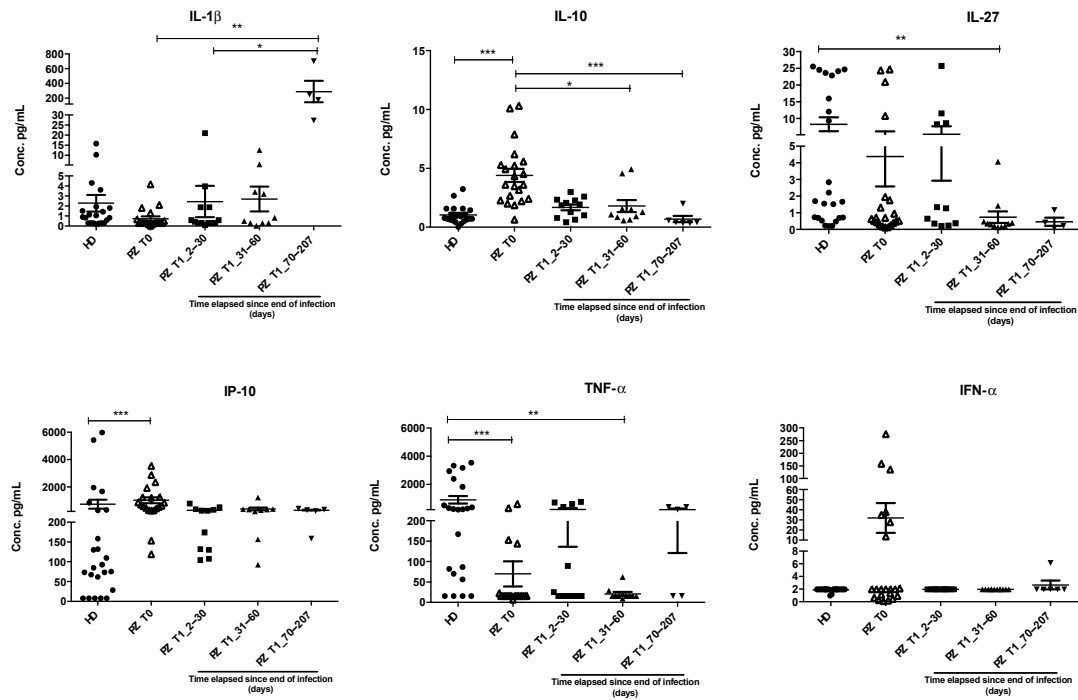 IL-1β
**
*
Conc. pg/mL
800
600
400
200
30
25
20
15
10
5
4
3
2
1
0
HD
PZ T0
PZ T1_2-30
PZ T1_31-60
PZ T1_70-207
Time elapsed since end of infection
(days)
IL-10
***
***
*
Conc. pg/mL
15
10
5
0
HD
PZ T0
PZ T1_2-30
PZ T1_31-60
PZ T1_70-207
Time elapsed since end of infection
(days)
IL-27
**
Conc. pg/mL
30
25
20
15
10
5
6
5
4
3
2
1
0
HD
PZ T0
PZ T1_2-30
PZ T1_31-60
PZ T1_70-207
Time elapsed since end of infection
(days)
IP-10
***
Conc. pg/mL
6000
4000
2000
200
150
100
50
0
HD
PZ T0
PZ T1_2-30
PZ T1_31-60
PZ T1_70-207
Time elapsed since end of infection
(days)
TNF-α
**
***
Conc. pg/mL
6000
4000
2000
200
150
100
50
0
HD
PZ T0
PZ T1_2-30
PZ T1_31-60
PZ T1_70-207
Time elapsed since end of infection
(days)
IFN-α
Conc. pg/mL
300
250
200
150
100
60
50
40
30
20
10
8
6
4
2
0
HD
PZ T0
PZ T1_2-30
PZ T1_31-60
PZ T1_70-207
Time elapsed since end of infection
(days)